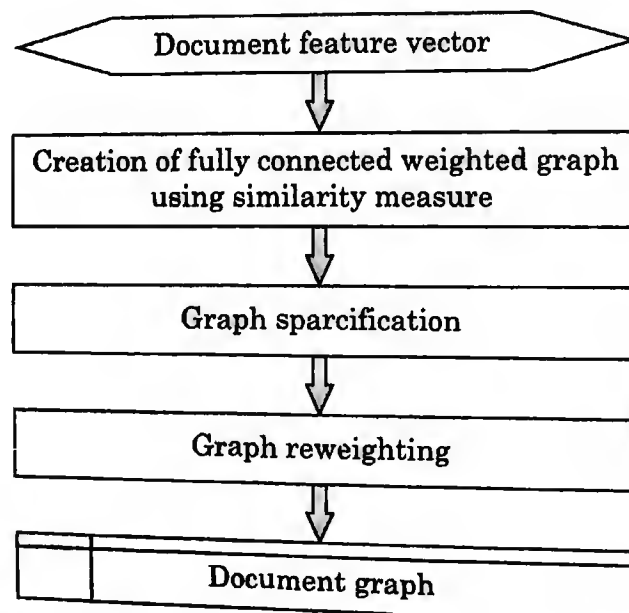 Document feature vector
Creation of fully connected weighted graph
using similarity measure
Graph sparcification
Graph reweighting
Document graph